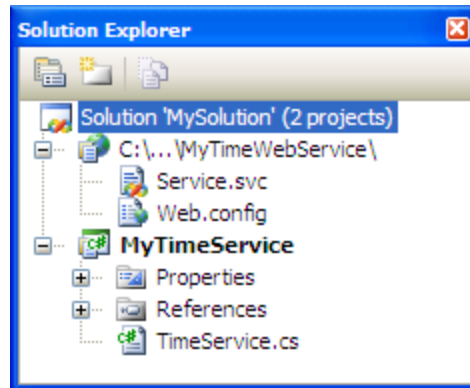 Solution Explorer
Solution 'MySolution' (2 projects)
C:\...\MyTimeWebService\
Service.svc
Web.config
MyTimeService
Properties
References
TimeService.cs